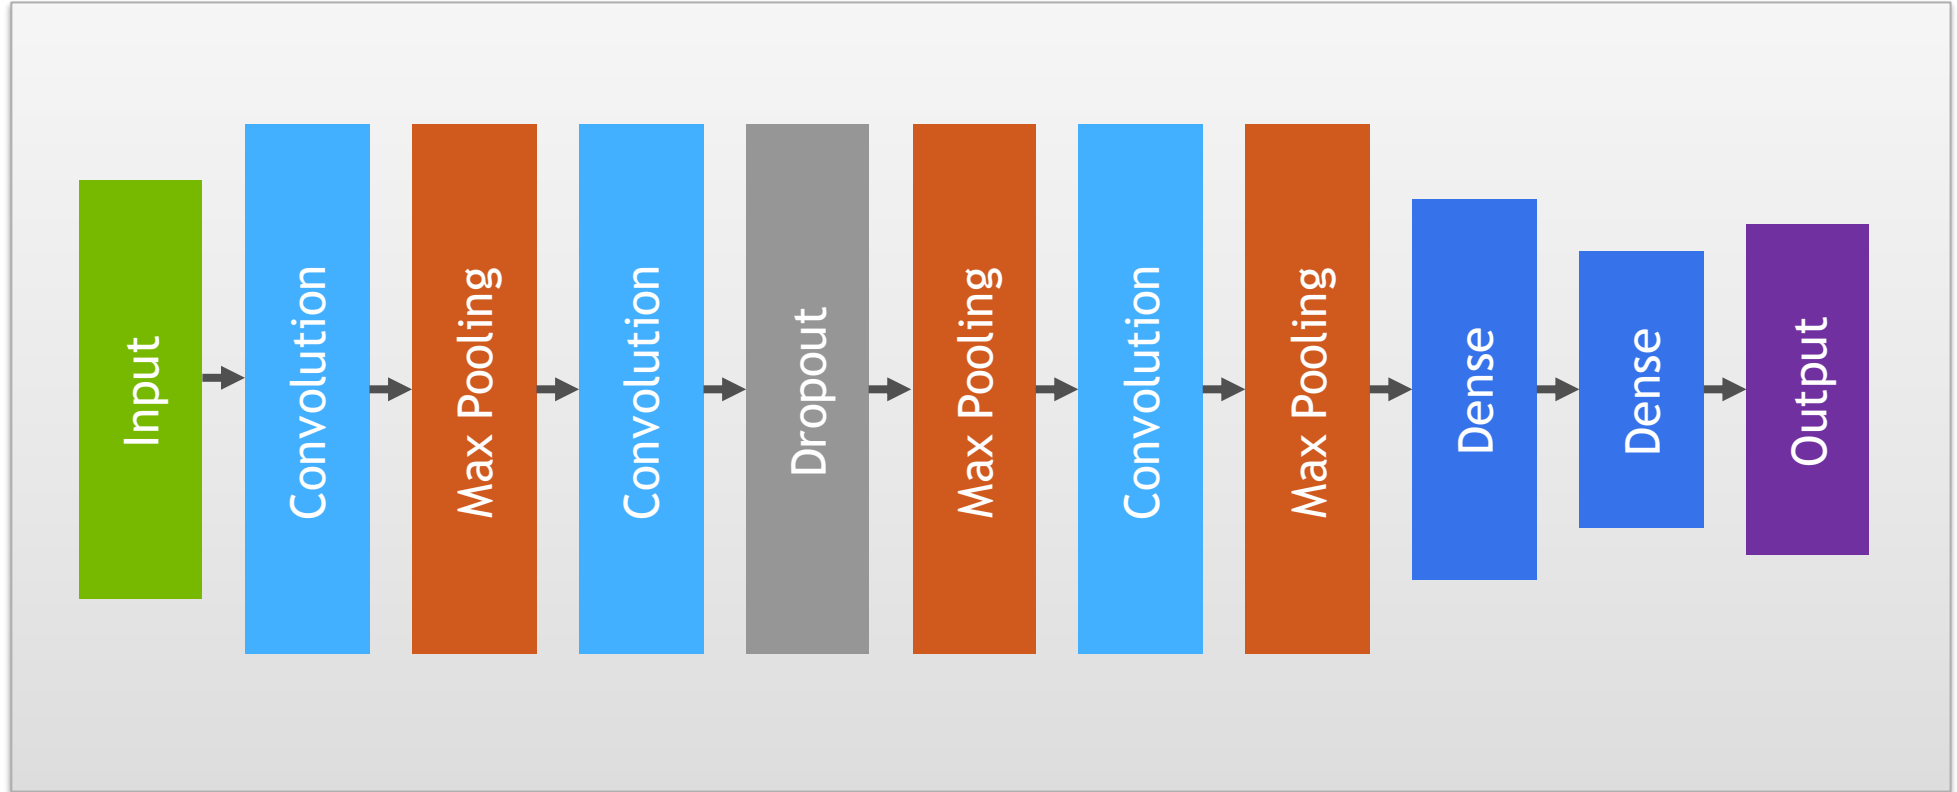 Input
Convolution
Max Pooling
Convolution
Dropout
Max Pooling
Convolution
Max Pooling
Dense
Dense
Output